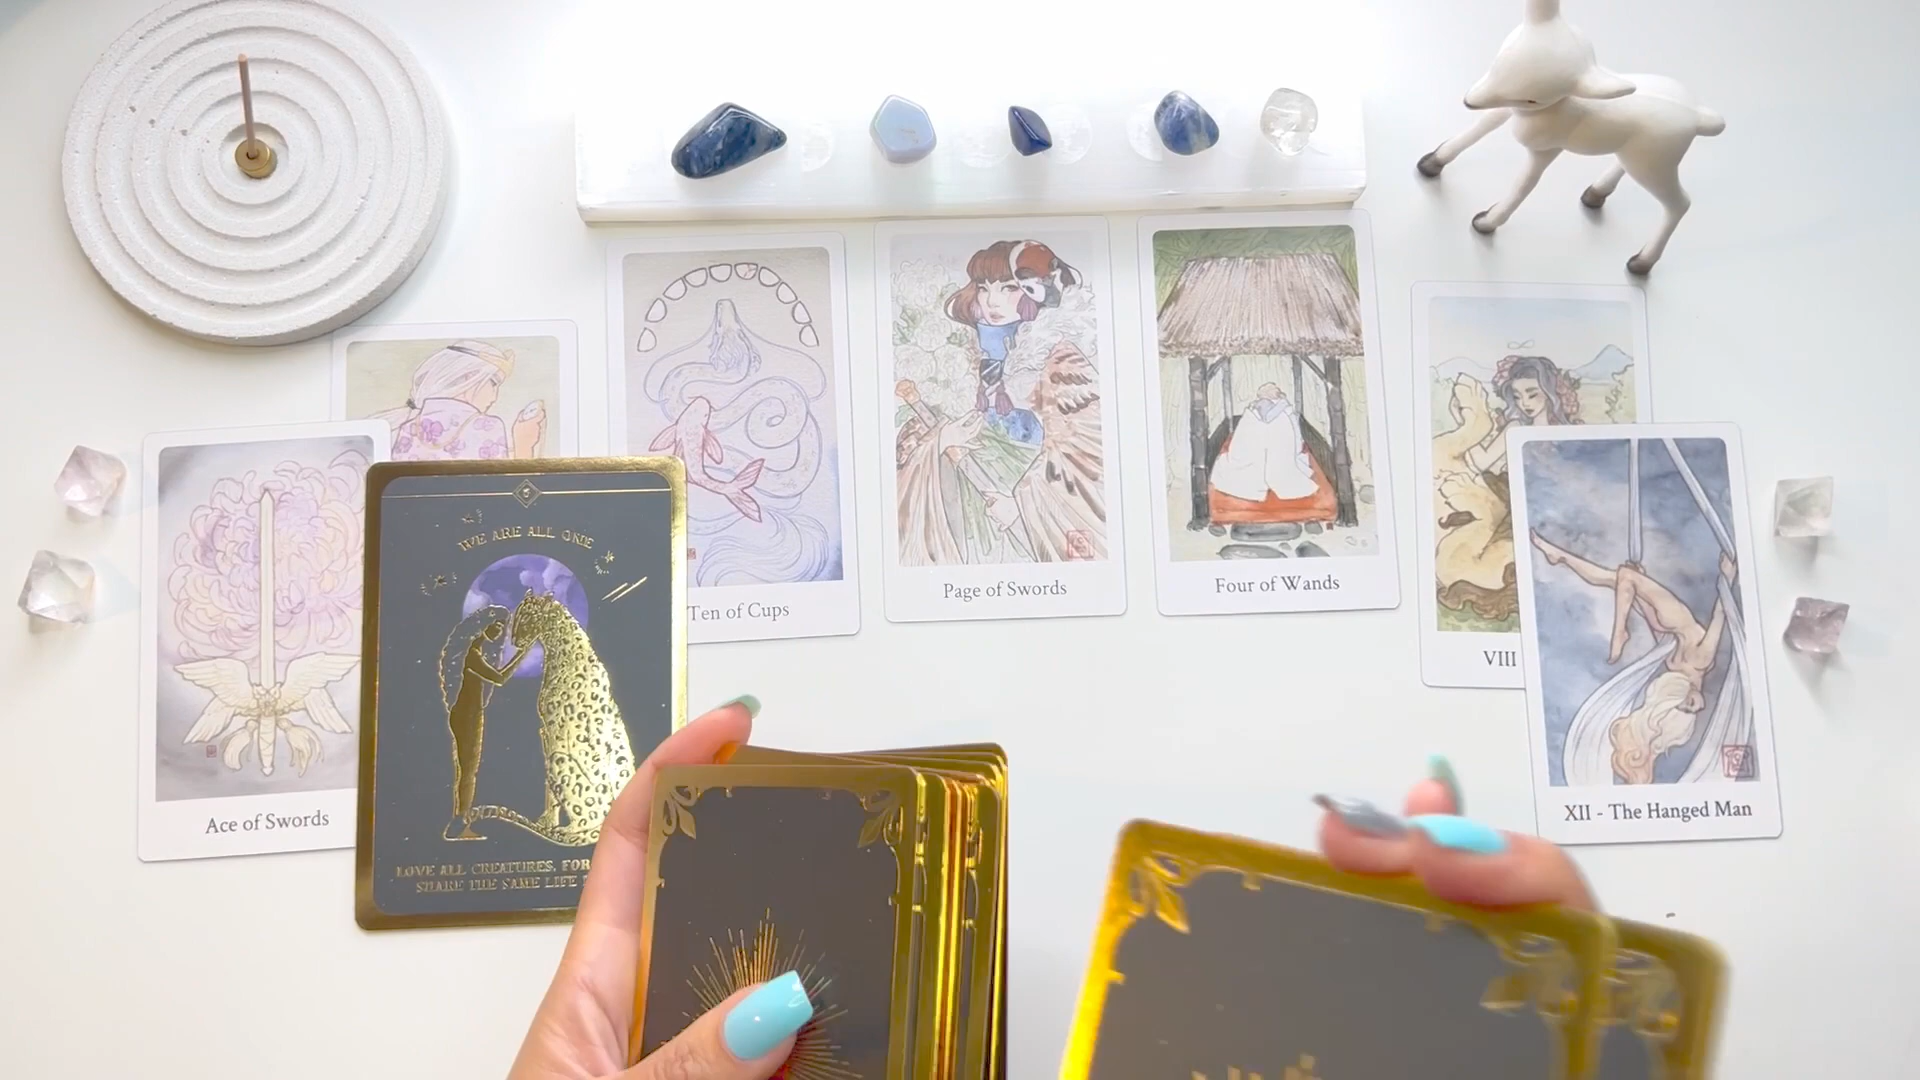 WE ARE ALL ONE
LOVE ALL CREATURES, FOR
SHARE THE SAME LIFE
Ace of Swords
Ten of Cups
Page of Swords
Four of Wands
VIII
XII - The Hanged Man